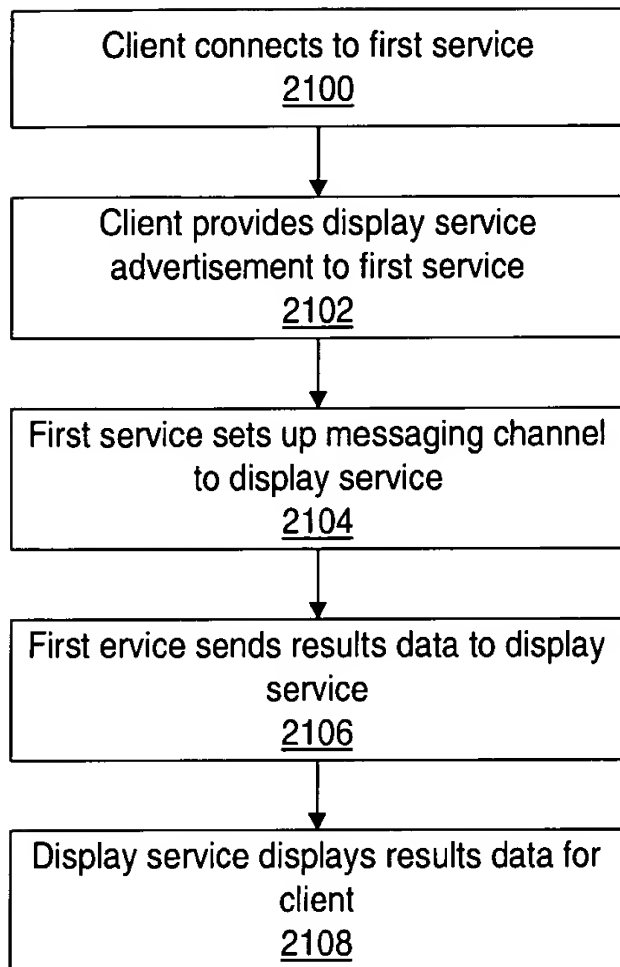 Client connects to first service
2100
Client provides display service
advertisement to first service
2102
First service sets up messaging channel
to display service
2104
First ervice sends results data to display
service
2106
Display service displays results data for
client
2108